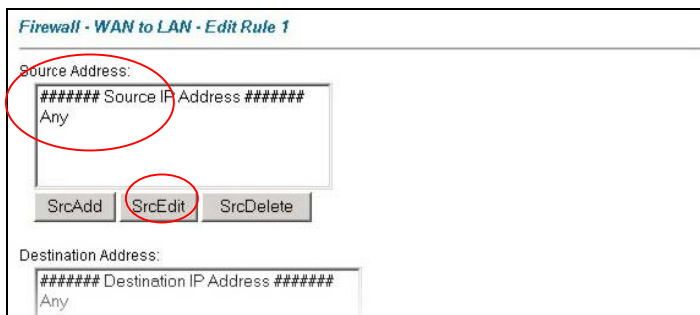 Firewall - WAN to LAN - Edit Rule 1
Source Address:
####### Source IP Address #######
Any
SrcAdd SrcEdit SrcDelete
Destination Address:
####### Destination IP Address #######
Any